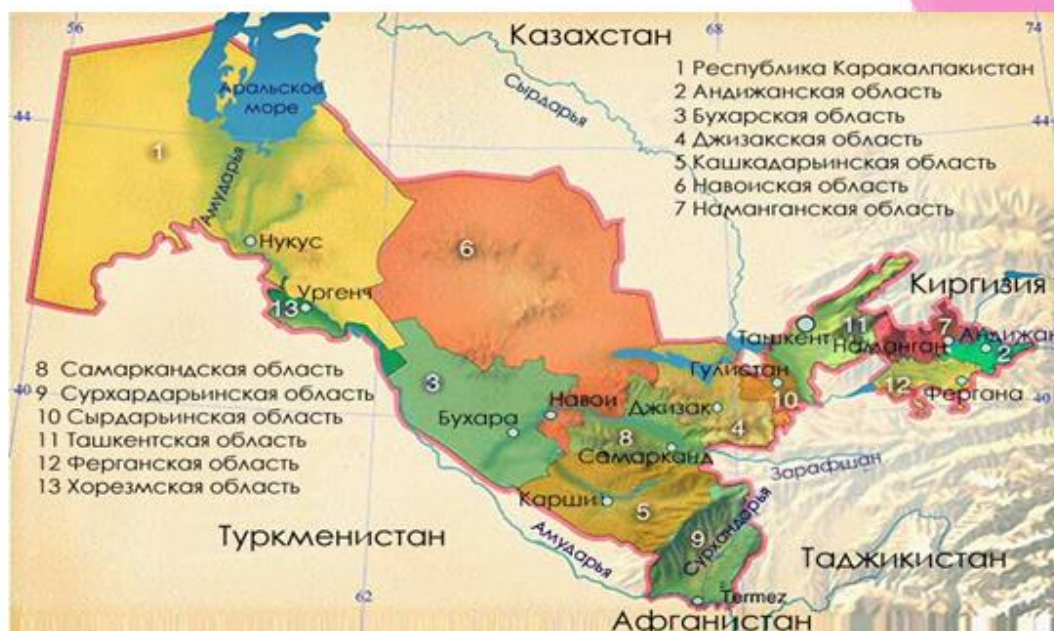 56
68
74
Казахстан
1 Республика Каракалпакистан
2 Андижанская область
3 Бухарская область
4 Джизакская область
5 Кашкадарьинская область
6 Навоиская область
7 Наманганская область
Аральское
море
Сырдарья
44
44
1
Амударья
Нукус
6
Киргизия
Ургенч
13
Ташкент
11
7
Андижан
Наманган
2
8 Самаркандская область
9 Сурхардарьинская область
10 Сырдарьинская область
11 Ташкентская область
12 Ферганская область
13 Хорезмская область
3
Гулистан
12
Фергана
40
40
Навои
Джизак
10
Бухара
4
8
Самарканд
Зарафшан
Карши
5
Туркменистан
Амударья
9
Сурхандарья
Таджикистан
62
Termez
Афганистан